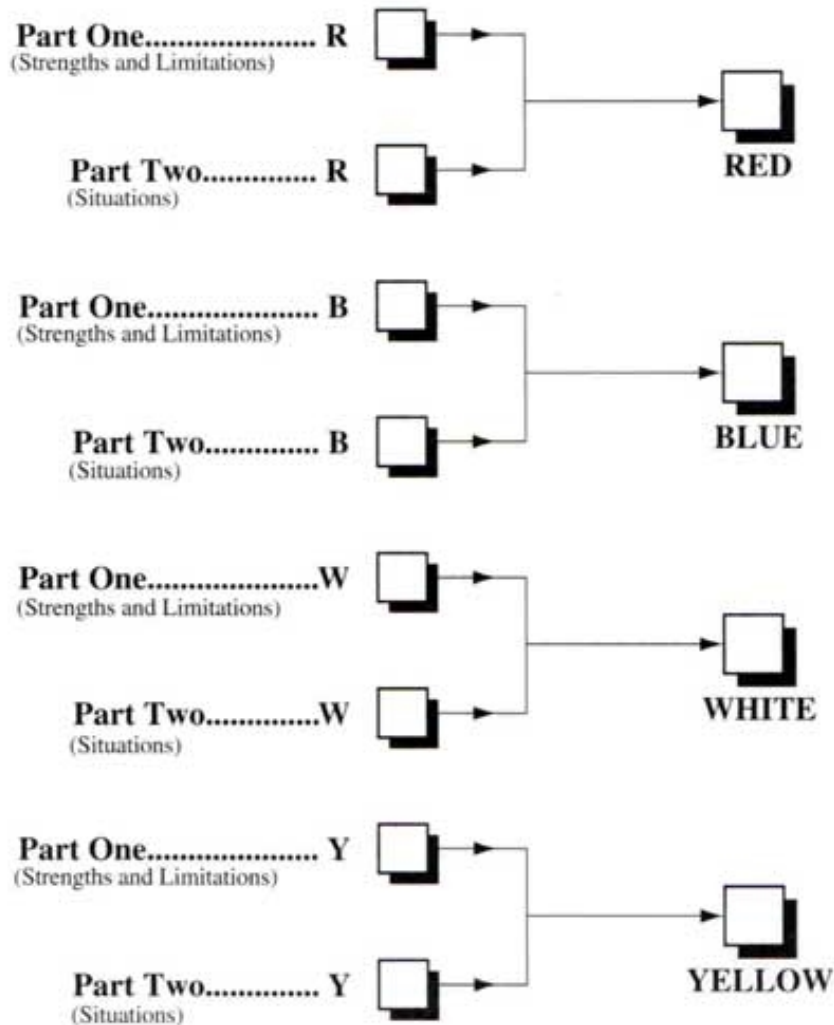 Part One...................... R
(Strengths and Limitations)
RED
Part Two.............. R
(Situations)
Part One...................... B
(Strengths and Limitations)
BLUE
Part Two.............. B
(Situations)
Part One......................W
(Strengths and Limitations)
WHITE
Part Two..............W
(Situations)
Part One...................... Y
(Strengths and Limitations)
YELLOW
Part Two.............. Y
(Situations)